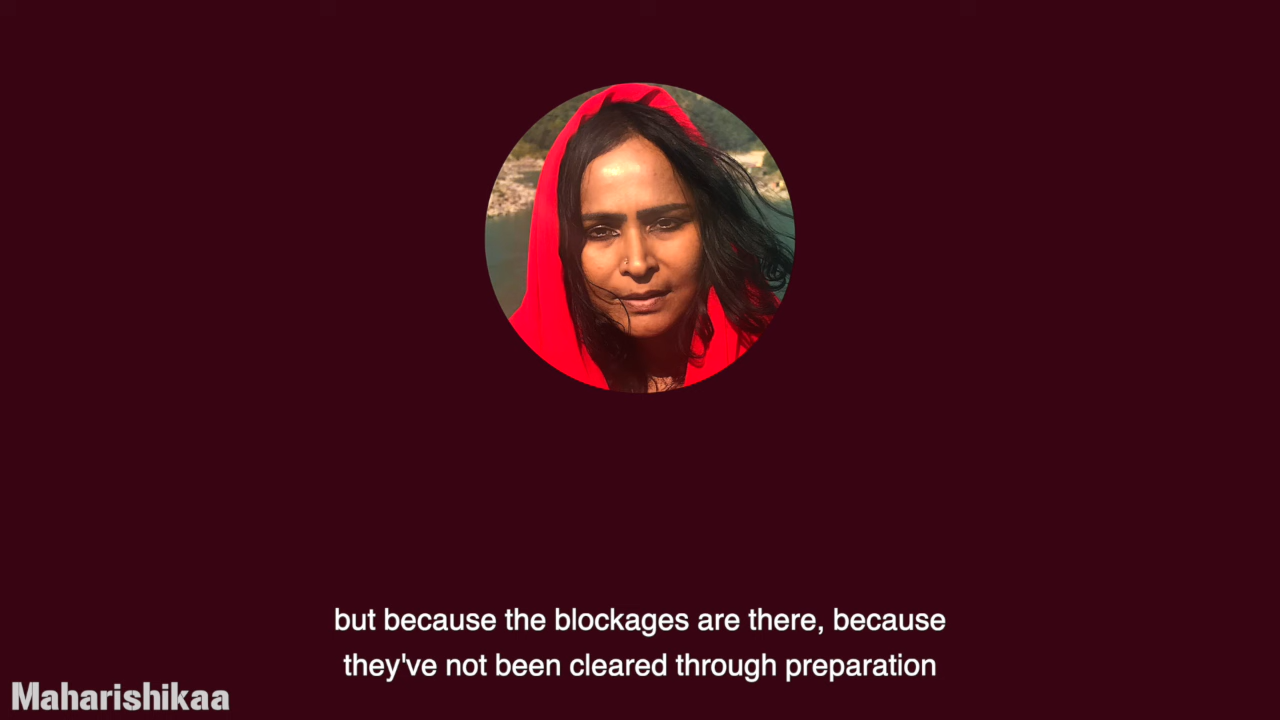 but because the blockages are there, because
they've not been cleared through preparation
Maharishikaa